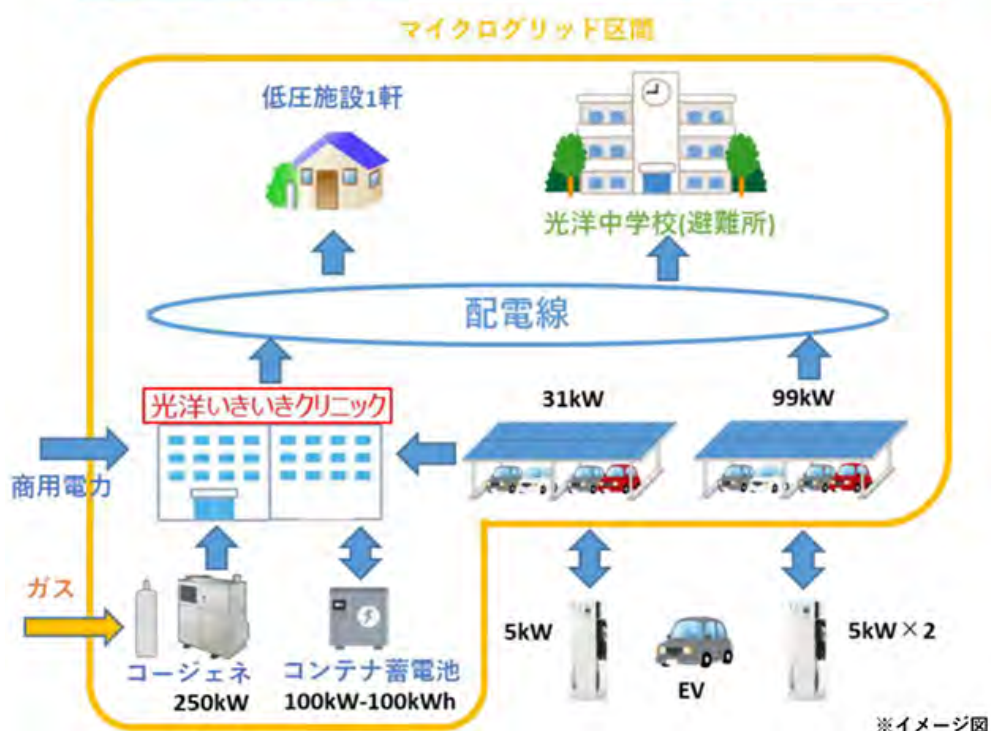 マイクログリッド区間
低圧施設1軒
光洋中学校(避難所)
配電線
光洋いきいきクリニック
31kW
99kW
商用電力
ガス
コージェネ
250kW
コンテナ蓄電池
100kW-100kWh
5kW
EV
5kW×2
※イメージ図